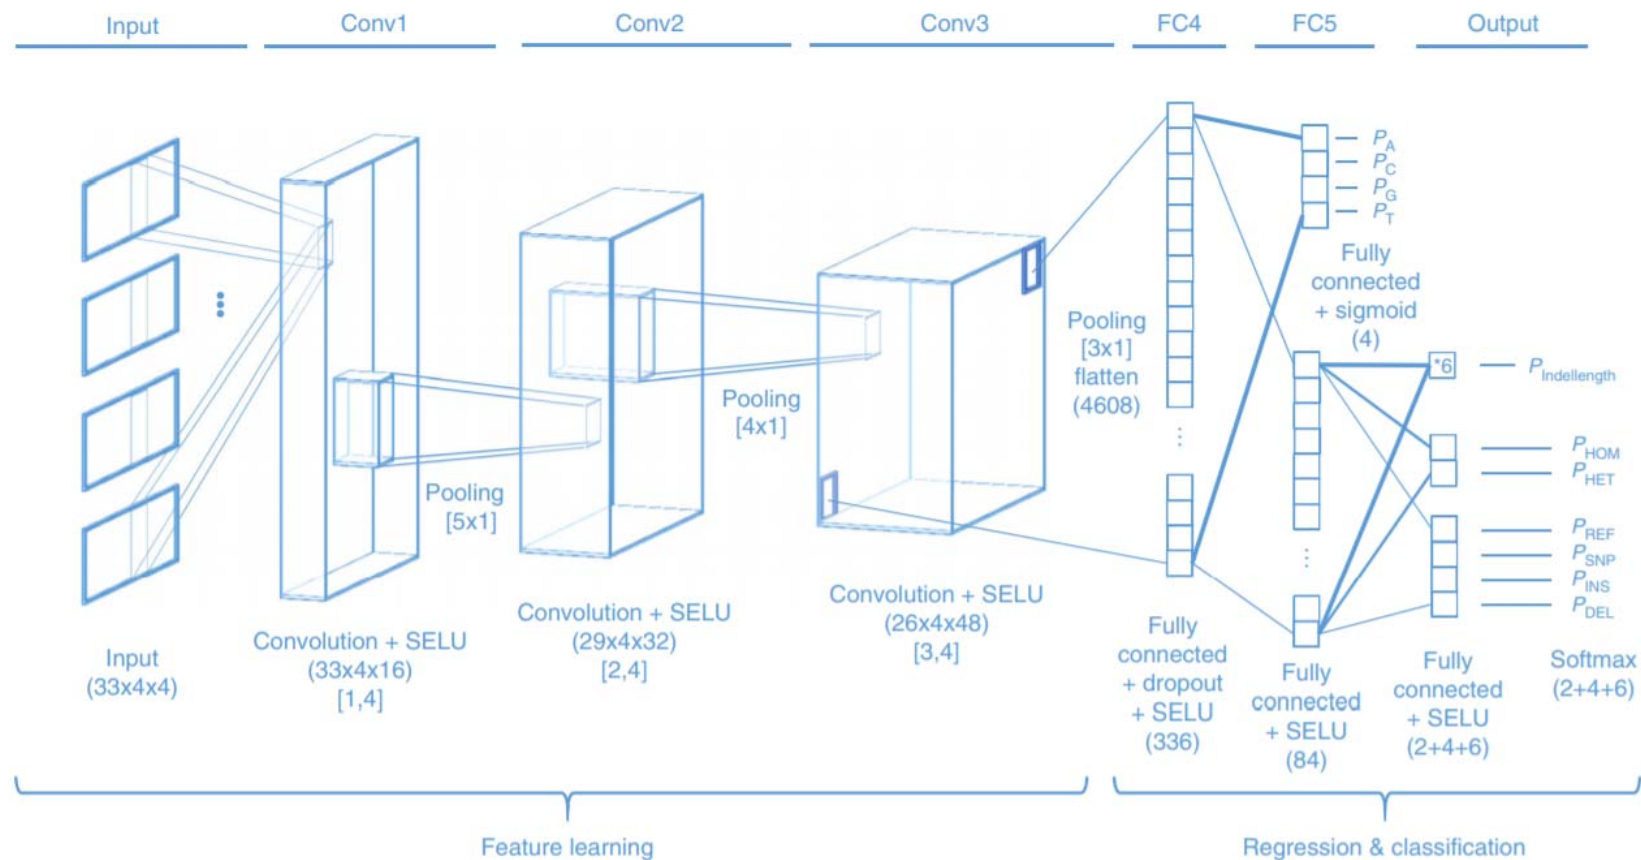 Input
Conv1
Conv2
Conv3
FC4
FC5
Output
Input
(33x4x4)
Convolution + SELU
(33x4x16)
[1,4]
Pooling
[5x1]
Convolution + SELU
(29x4x32)
[2,4]
Pooling
[4x1]
Convolution + SELU
(26x4x48)
[3,4]
Pooling
[3x1]
flatten
(4608)
Fully
connected
+ dropout
+ SELU
(336)
P_A
P_C
P_G
P_T
Fully
connected
+ sigmoid
(4)
Fully
connected
+ SELU
(84)
*6
P_Indellength
P_HOM
P_HET
P_REF
P_SNP
P_INS
P_DEL
Fully
connected
+ SELU
(2+4+6)
Softmax
(2+4+6)
Feature learning
Regression & classification